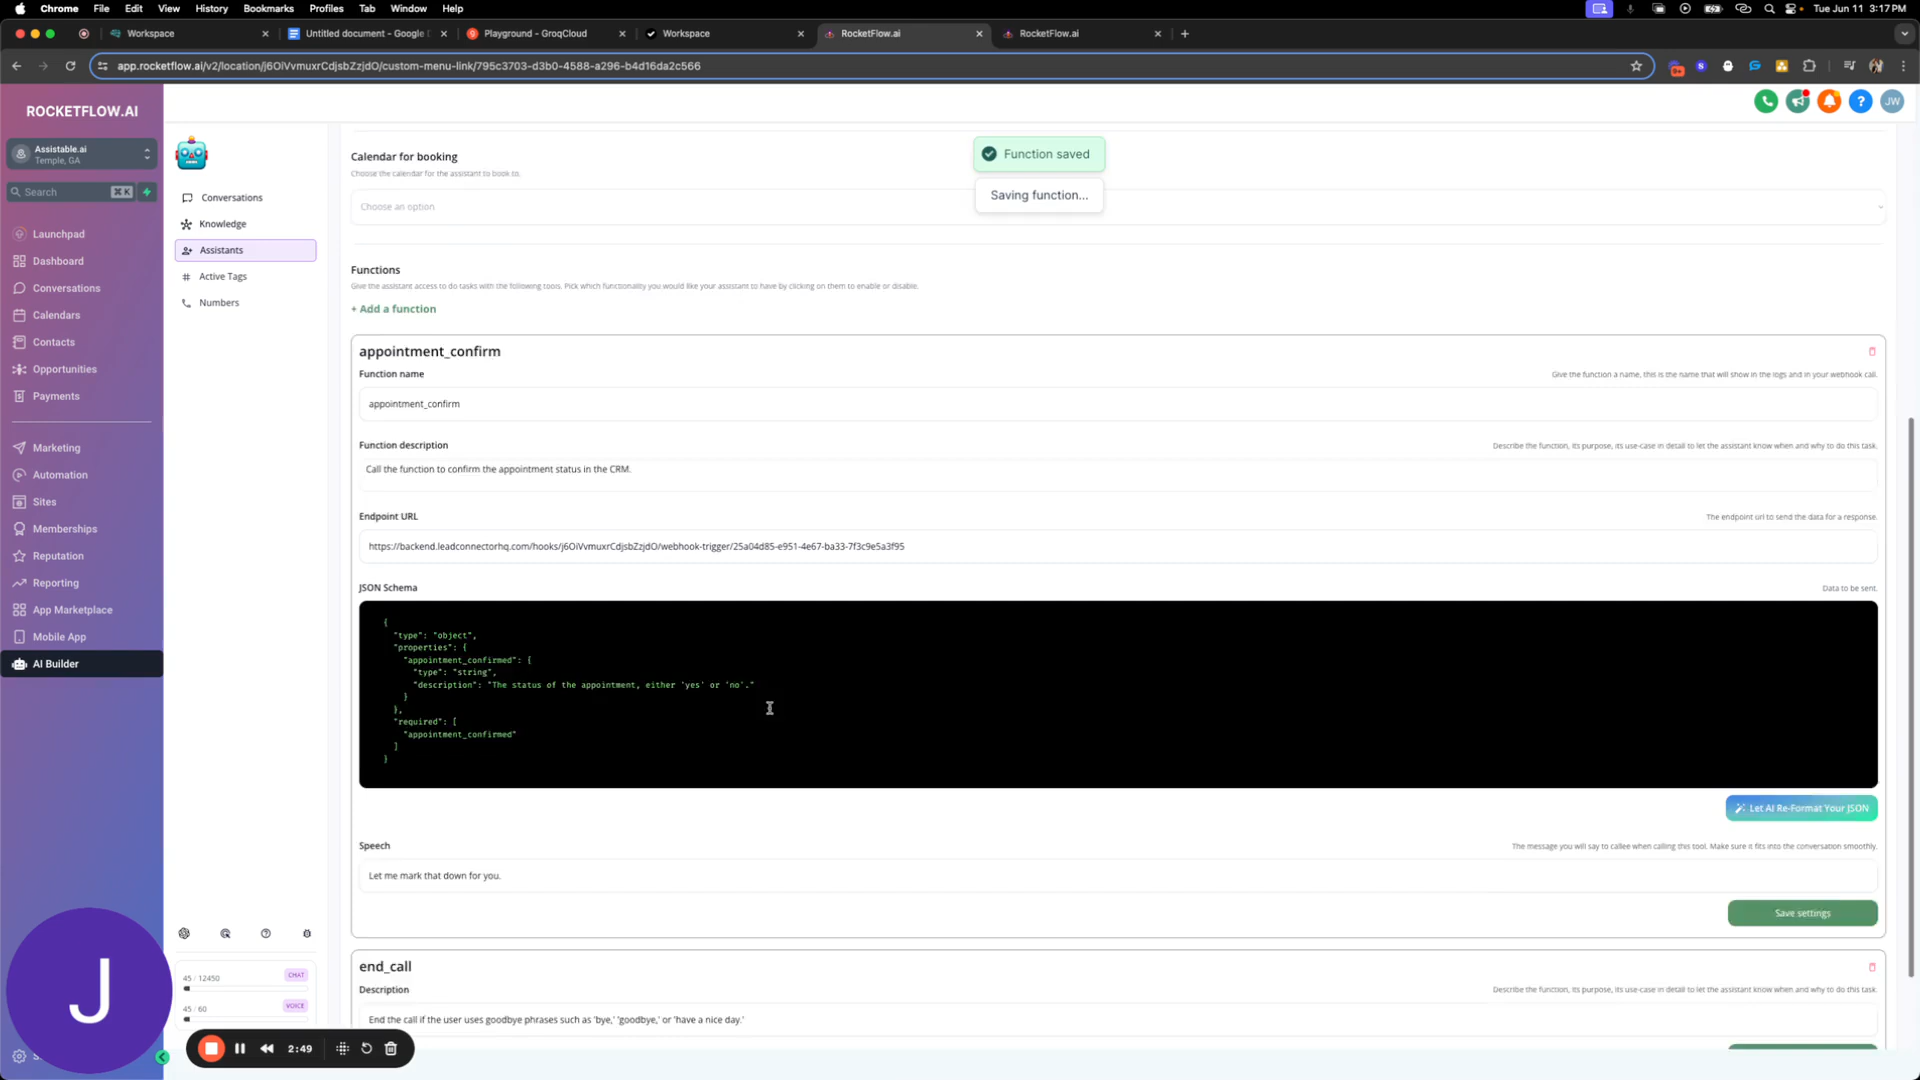 Chrome File Edit View History Bookmarks Profiles Tab Window Help
Tue Jun 11 3:17 PM
Workspace
Untitled document - Google D
Playground - GroqCloud
Workspace
RocketFlow.ai
RocketFlow.ai
app.rocketflow.ai/v2/location/j6OiVvmuxrCdjsbZzjdO/custom-menu-link/795c3703-d3b0-4588-a296-b4d16da2c566
9+
ROCKETFLOW.AI
?
JW
Assistable.ai
Temple, GA
Search ⌘ K
Launchpad
Dashboard
Conversations
Calendars
Contacts
Opportunities
Payments
Marketing
Automation
Sites
Memberships
Reputation
Reporting
App Marketplace
Mobile App
AI Builder
S
J
Conversations
Knowledge
Assistants
Active Tags
Numbers
45 / 12450 CHAT
45 / 60 VOICE
2:49
Function saved
Saving function...
Calendar for booking
Choose the calendar for the assistant to book to.
Choose an option
Functions
Give the assistant access to do tasks with the following tools. Pick which functionality you would like your assistant to have by clicking on them to enable or disable.
+ Add a function
appointment_confirm
Function name
Give the function a name, this is the name that will show in the logs and in your webhook call.
appointment_confirm
Function description
Describe the function, its purpose, its use-case in detail to let the assistant know when and why to do this task.
Call the function to confirm the appointment status in the CRM.
Endpoint URL
The endpoint url to send the data for a response.
https://backend.leadconnectorhq.com/hooks/j6OiVvmuxrCdjsbZzjdO/webhook-trigger/25a04d85-e951-4e67-ba33-7f3c9e5a3f95
JSON Schema
Data to be sent.
{
"type": "object",
"properties": {
"appointment_confirmed": {
"type": "string",
"description": "The status of the appointment, either 'yes' or 'no'."
}
},
"required": [
"appointment_confirmed"
]
}
Let AI Re-Format Your JSON
Speech
The message you will say to callee when calling this tool. Make sure it fits into the conversation smoothly.
Let me mark that down for you.
Save settings
end_call
Description
Describe the function, its purpose, its use-case in detail to let the assistant know when and why to do this task.
End the call if the user uses goodbye phrases such as 'bye,' 'goodbye,' or 'have a nice day.'